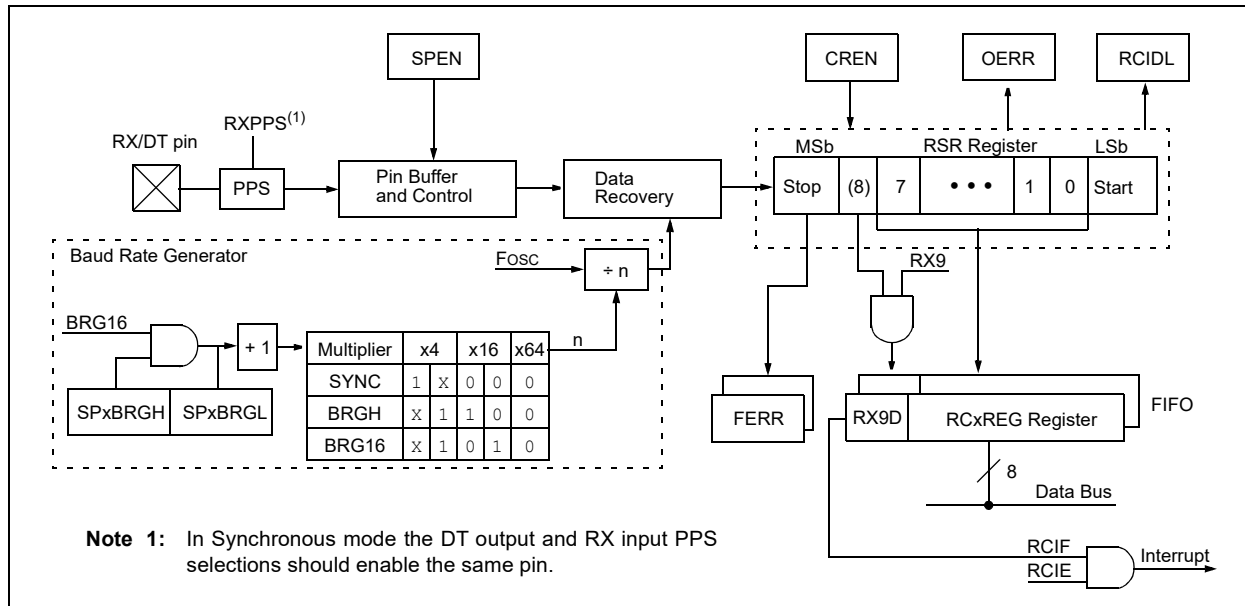 SPEN
CREN
OERR
RCIDL
RXPPS(1)
RX/DT pin
PPS
Pin Buffer
and Control
Data
Recovery
MSb
RSR Register
LSb
Stop (8) 7 • • • 1 0 Start
Baud Rate Generator
FOSC
÷ n
RX9
BRG16
+ 1
n
SPxBRGH SPxBRGL
Multiplier x4 x16 x64
SYNC 1 X 0 0 0
BRGH X 1 1 0 0
BRG16 X 1 0 1 0
FERR
RX9D RCxREG Register
FIFO
8
Data Bus
Note 1: In Synchronous mode the DT output and RX input PPS
selections should enable the same pin.
RCIF
RCIE
Interrupt